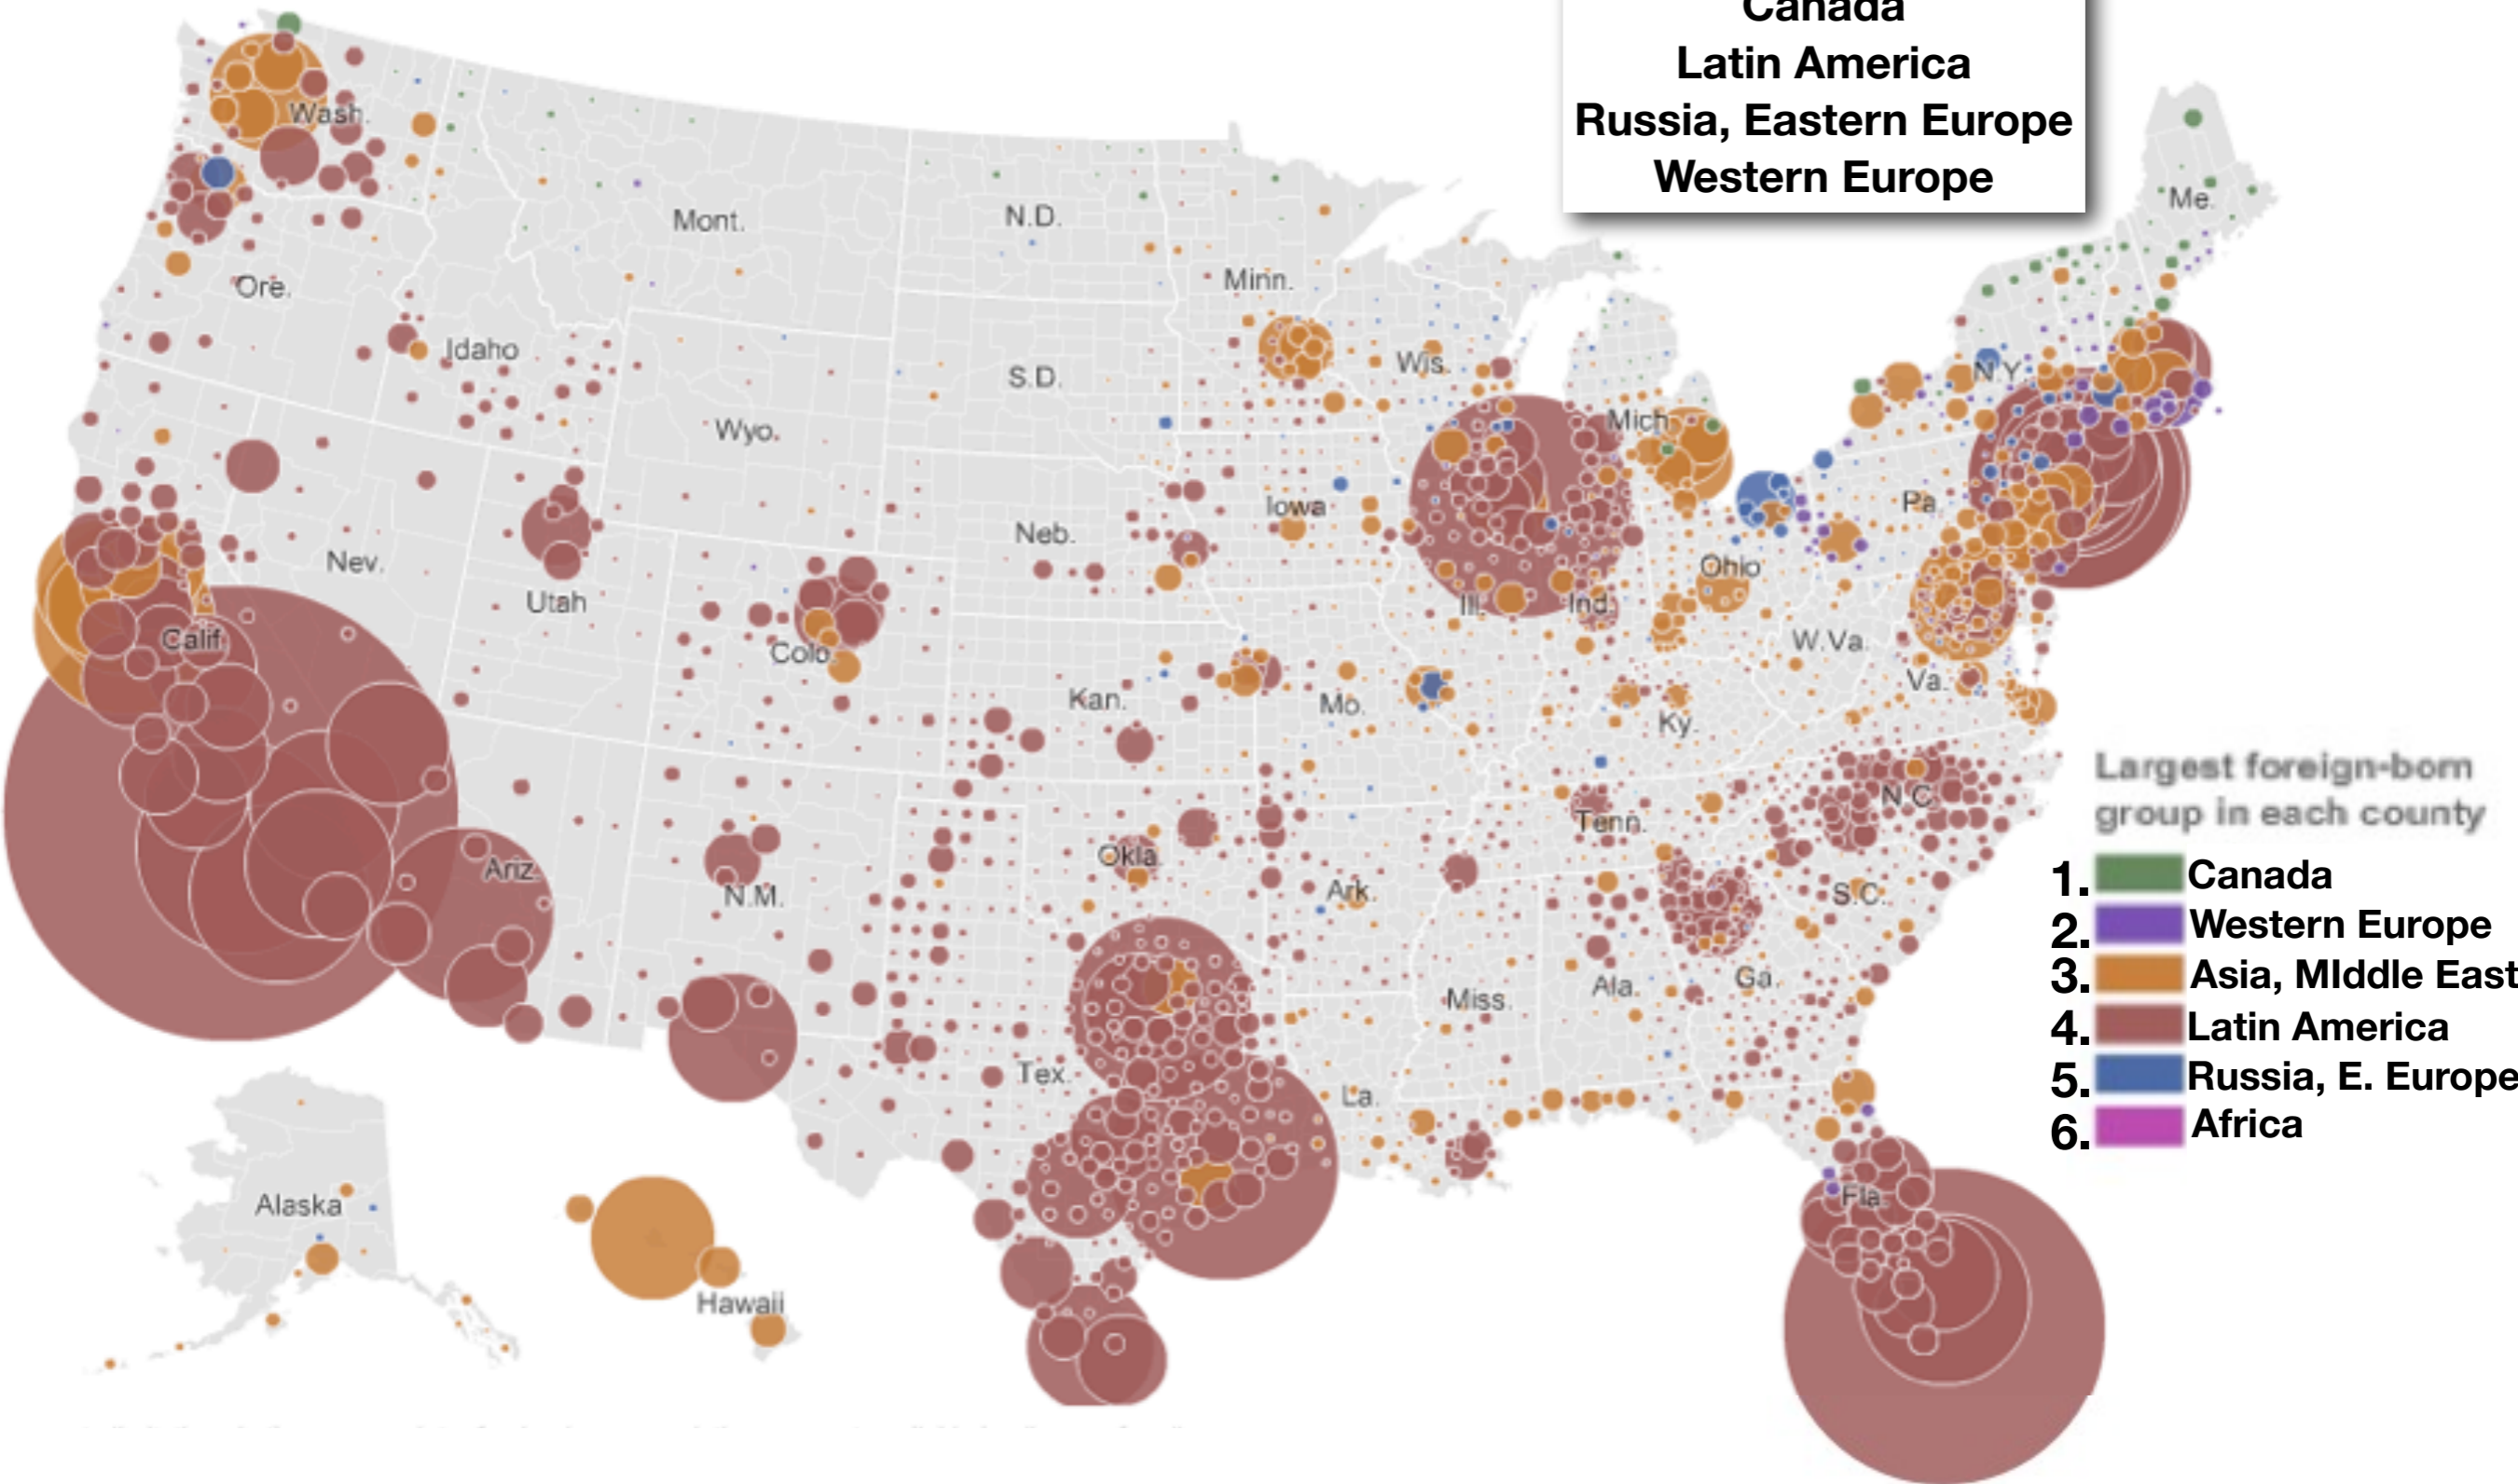 Canada
Latin America
Russia, Eastern Europe
Western Europe
Wash.
Mont.
N.D.
Minn.
Me.
Ore.
Idaho
S.D.
Wis.
Mich
N.Y.
Wyo.
Iowa
Pa.
Nev.
Utah
Neb.
Ill.
Ind.
Ohio
W.Va.
Va.
Calif.
Colo.
Kan.
Mo.
Ky.
Ariz.
N.M.
Okla.
Ark.
Tenn.
N.C.
S.C.
Tex.
La.
Miss.
Ala.
Ga.
Fla.
Alaska
Hawaii
Largest foreign-born
group in each county
1. Canada
2. Western Europe
3. Asia, MIddle East
4. Latin America
5. Russia, E. Europe
6. Africa